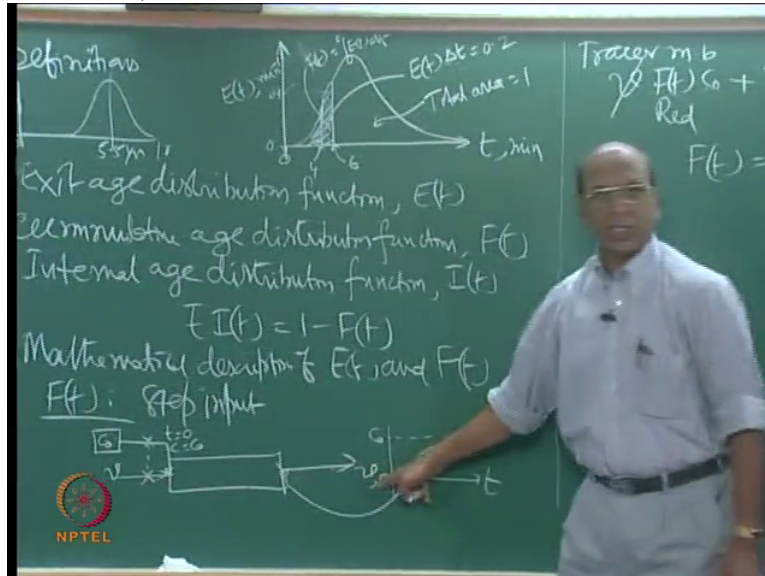 Definitions
5 5m 10
E(t), min⁻¹
E(t) Δt = 0.2
Total area = 1
0
4
6
t, min
Exit age distribution function, E(t)
Cummulative age distribution function, F(t)
Internal age distribution function, I(t)
I(t) = 1 - F(t)
Mathematical description of E(t) and F(t)
F(t): Step input
C₀
t=0
C=C₀
v
C₀
v
t
Tracer m.b
v F(t) C₀ +
Red
F(t) =
NPTEL